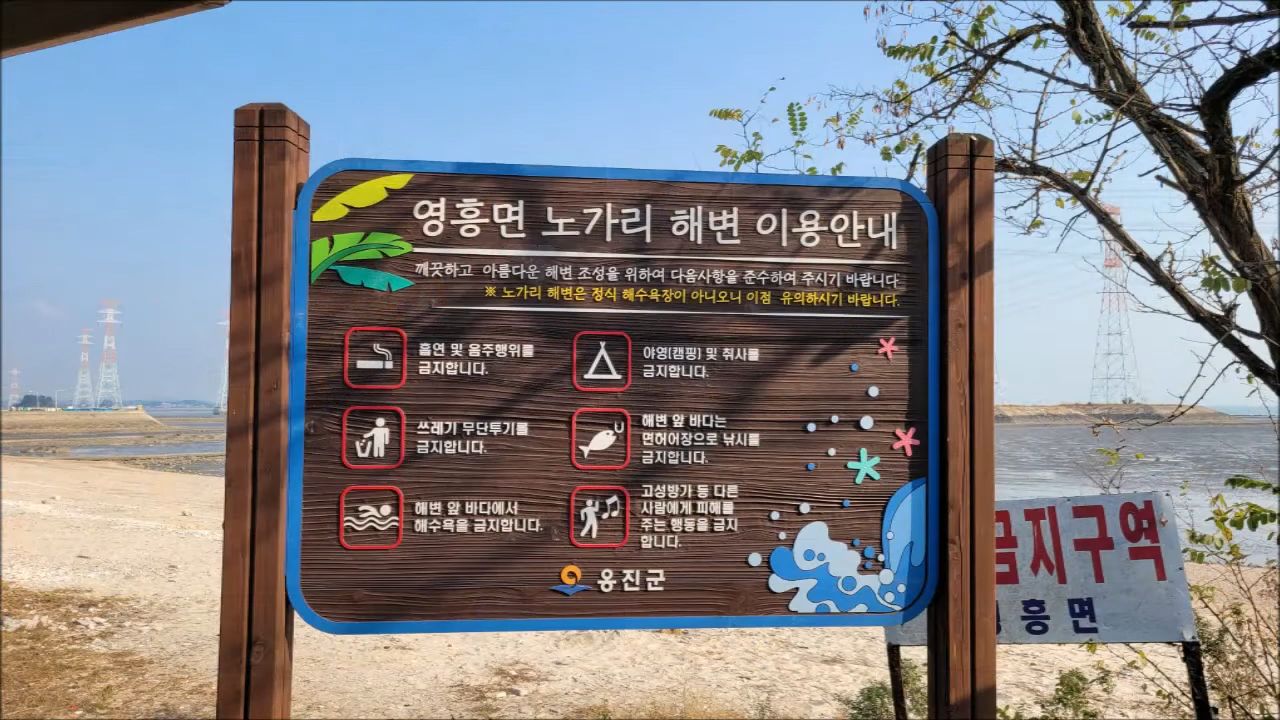 영흥면 노가리 해변 이용안내
깨끗하고 아름다운 해변 조성을 위하여 다음사항을 준수하여 주시기 바랍니다.
※ 노가리 해변은 정식 해수욕장이 아니오니 이점 유의하시기 바랍니다.
흡연 및 음주행위를
금지합니다.
야영(캠핑) 및 취사를
금지합니다.
쓰레기 무단투기를
금지합니다.
해변 앞 바다는
면허어장으로 낚시를
금지합니다.
해변 앞 바다에서
해수욕을 금지합니다.
고성방가 등 다른
사람에게 피해를
주는 행동을 금지
합니다.
옹진군
금지구역
흥면